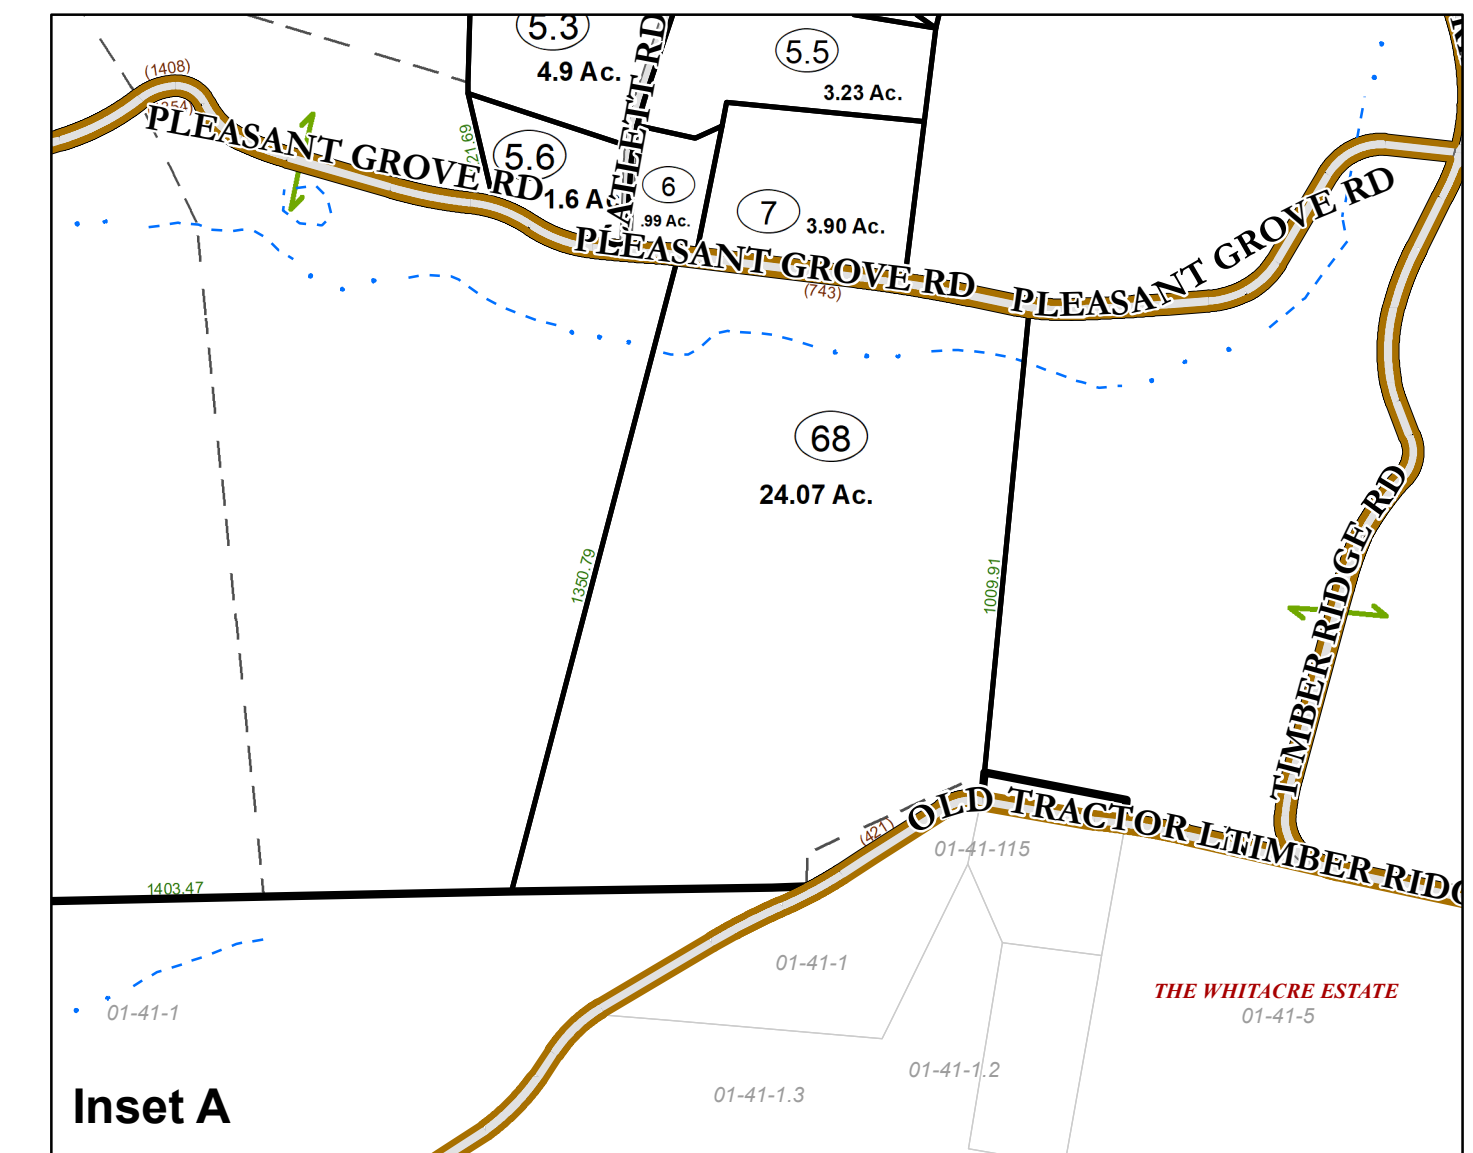 5.3
4.9 Ac.
5.5
3.23 Ac.
(1408)
PLEASANT GROVE RD
5.6
1.6
6
.99 Ac.
7
3.90 Ac.
PLEASANT GROVE RD
(743)
PLEASANT GROVE RD
68
24.07 Ac.
1350.79
1009.91
TIMBER RIDGE RD
OLD TRACTOR
TIMBER
(421)
01-41-115
1403.47
01-41-1
01-41-1
THE WHITACRE ESTATE
01-41-5
01-41-1.2
01-41-1.3
Inset A